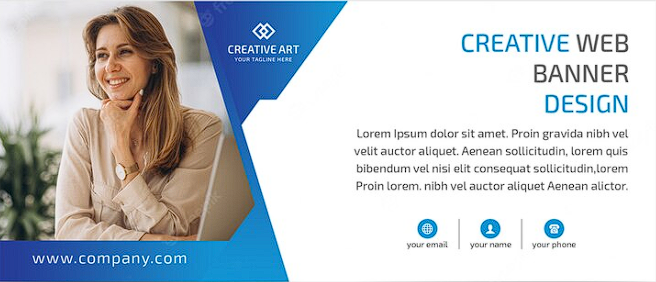 CREATIVE ART
YOUR TAGLINE HERE
CREATIVE WEB
BANNER
DESIGN
Lorem Ipsum dolor sit amet. Proin gravida nibh vel
velit auctor aliquet. Aenean sollicitudin, lorem quis
bibendum vel nisi elit consequat sollicitudin,lorem
Proin lorem. nibh vel auctor aliquet Aenean alictor.
your email
your name
your phone
www.company.com